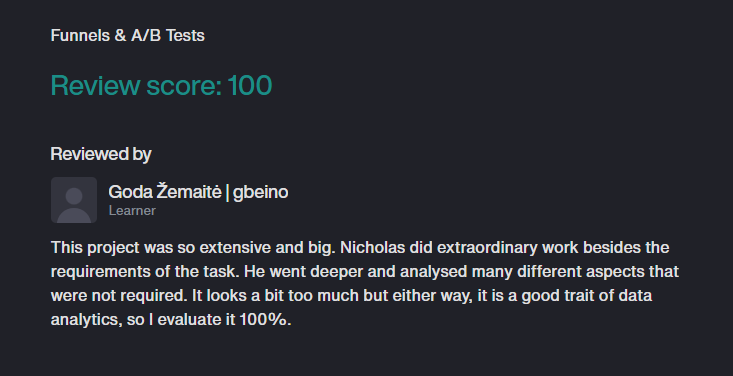 Funnels & A/B Tests
Review score: 100
Reviewed by
Goda Žemaitė | gbeino
Learner
This project was so extensive and big. Nicholas did extraordinary work besides the
requirements of the task. He went deeper and analysed many different aspects that
were not required. It looks a bit too much but either way, it is a good trait of data
analytics, so I evaluate it 100%.